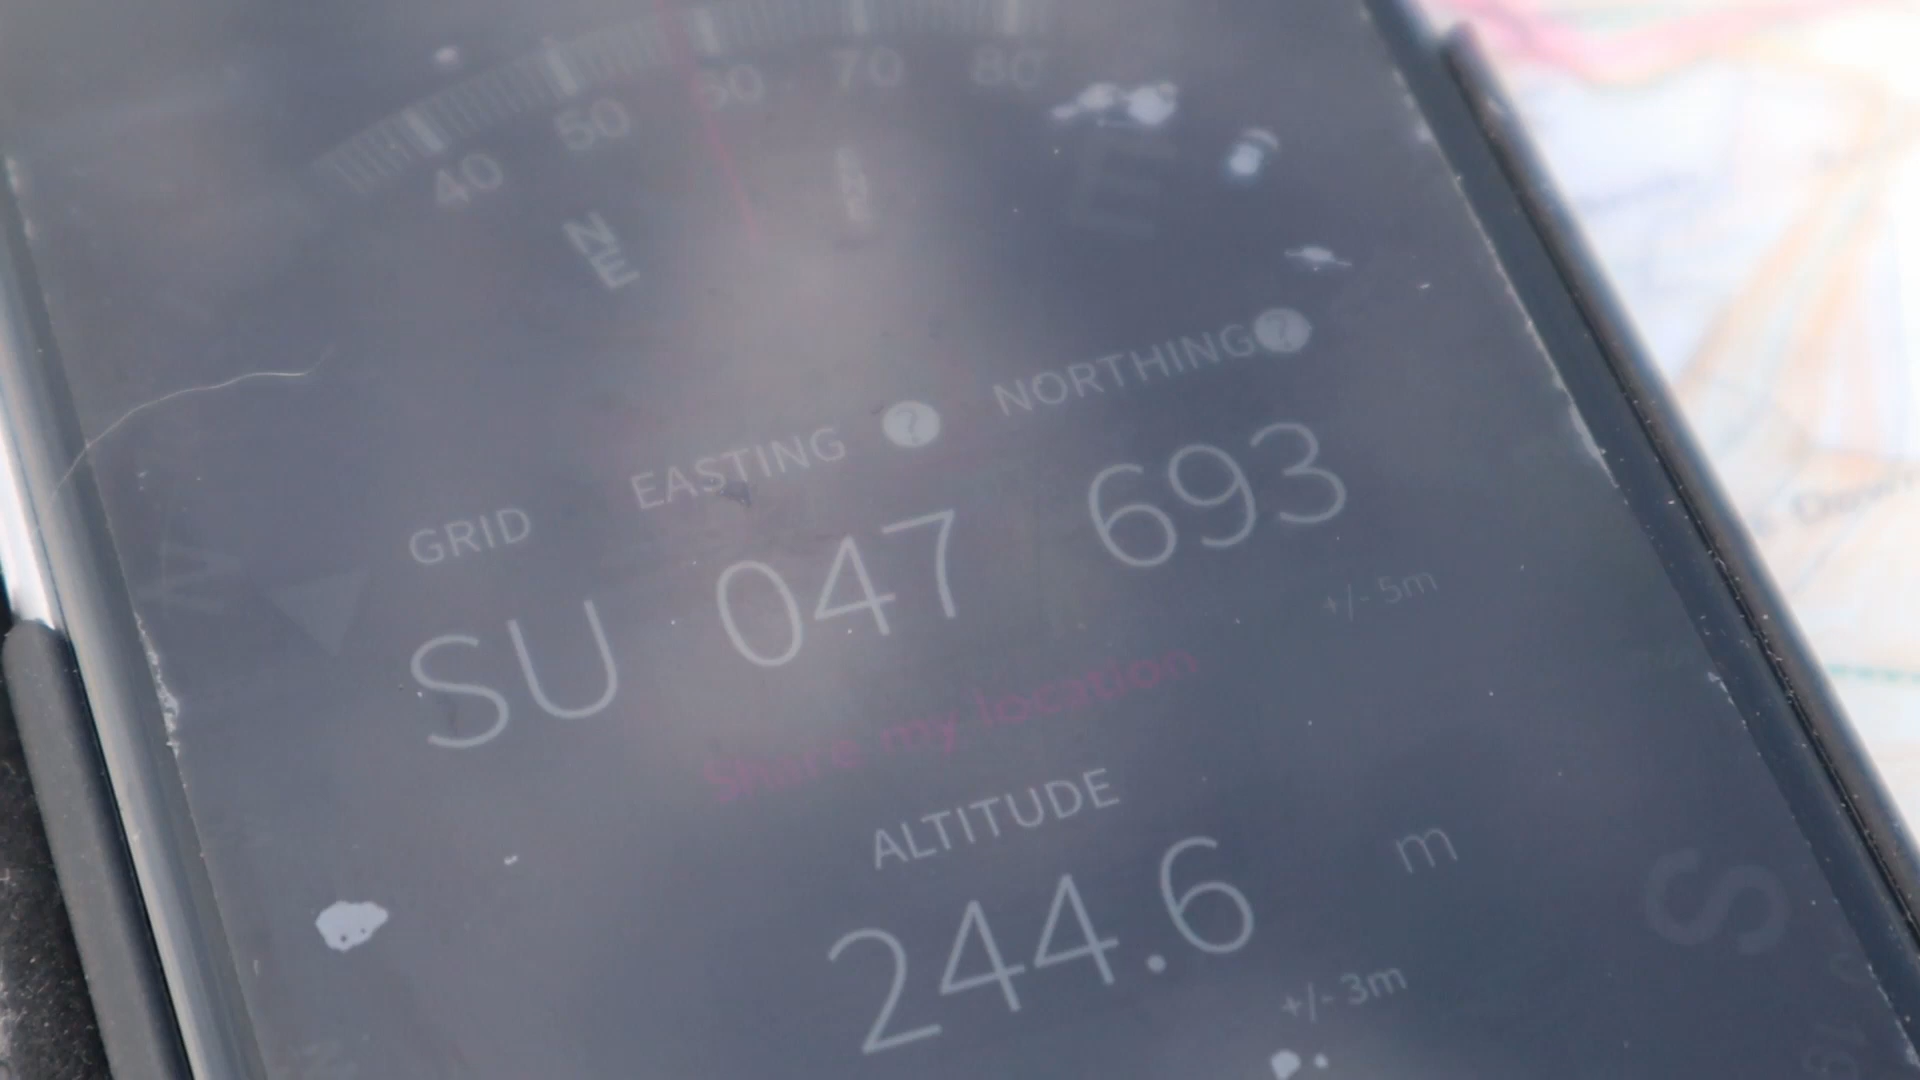 40 50 60 70 80
NE E
GRID EASTING ? NORTHING ?
SU 047 693
+/- 5m
Share my location
ALTITUDE
244.6 m
+/- 3m
S